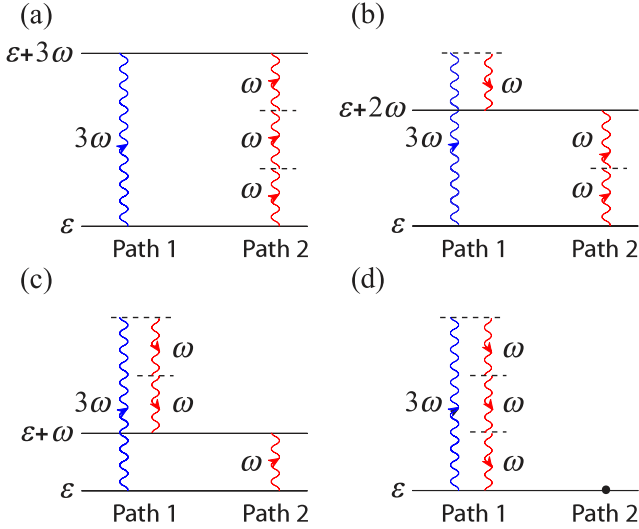 (a)
ε+3ω
3ω
ω
ω
ω
ε
Path 1
Path 2
(b)
ω
ε+2ω
3ω
ω
ω
ε
Path 1
Path 2
(c)
ω
3ω
ω
ε+ω
ω
ε
Path 1
Path 2
(d)
ω
3ω
ω
ω
ε
Path 1
Path 2